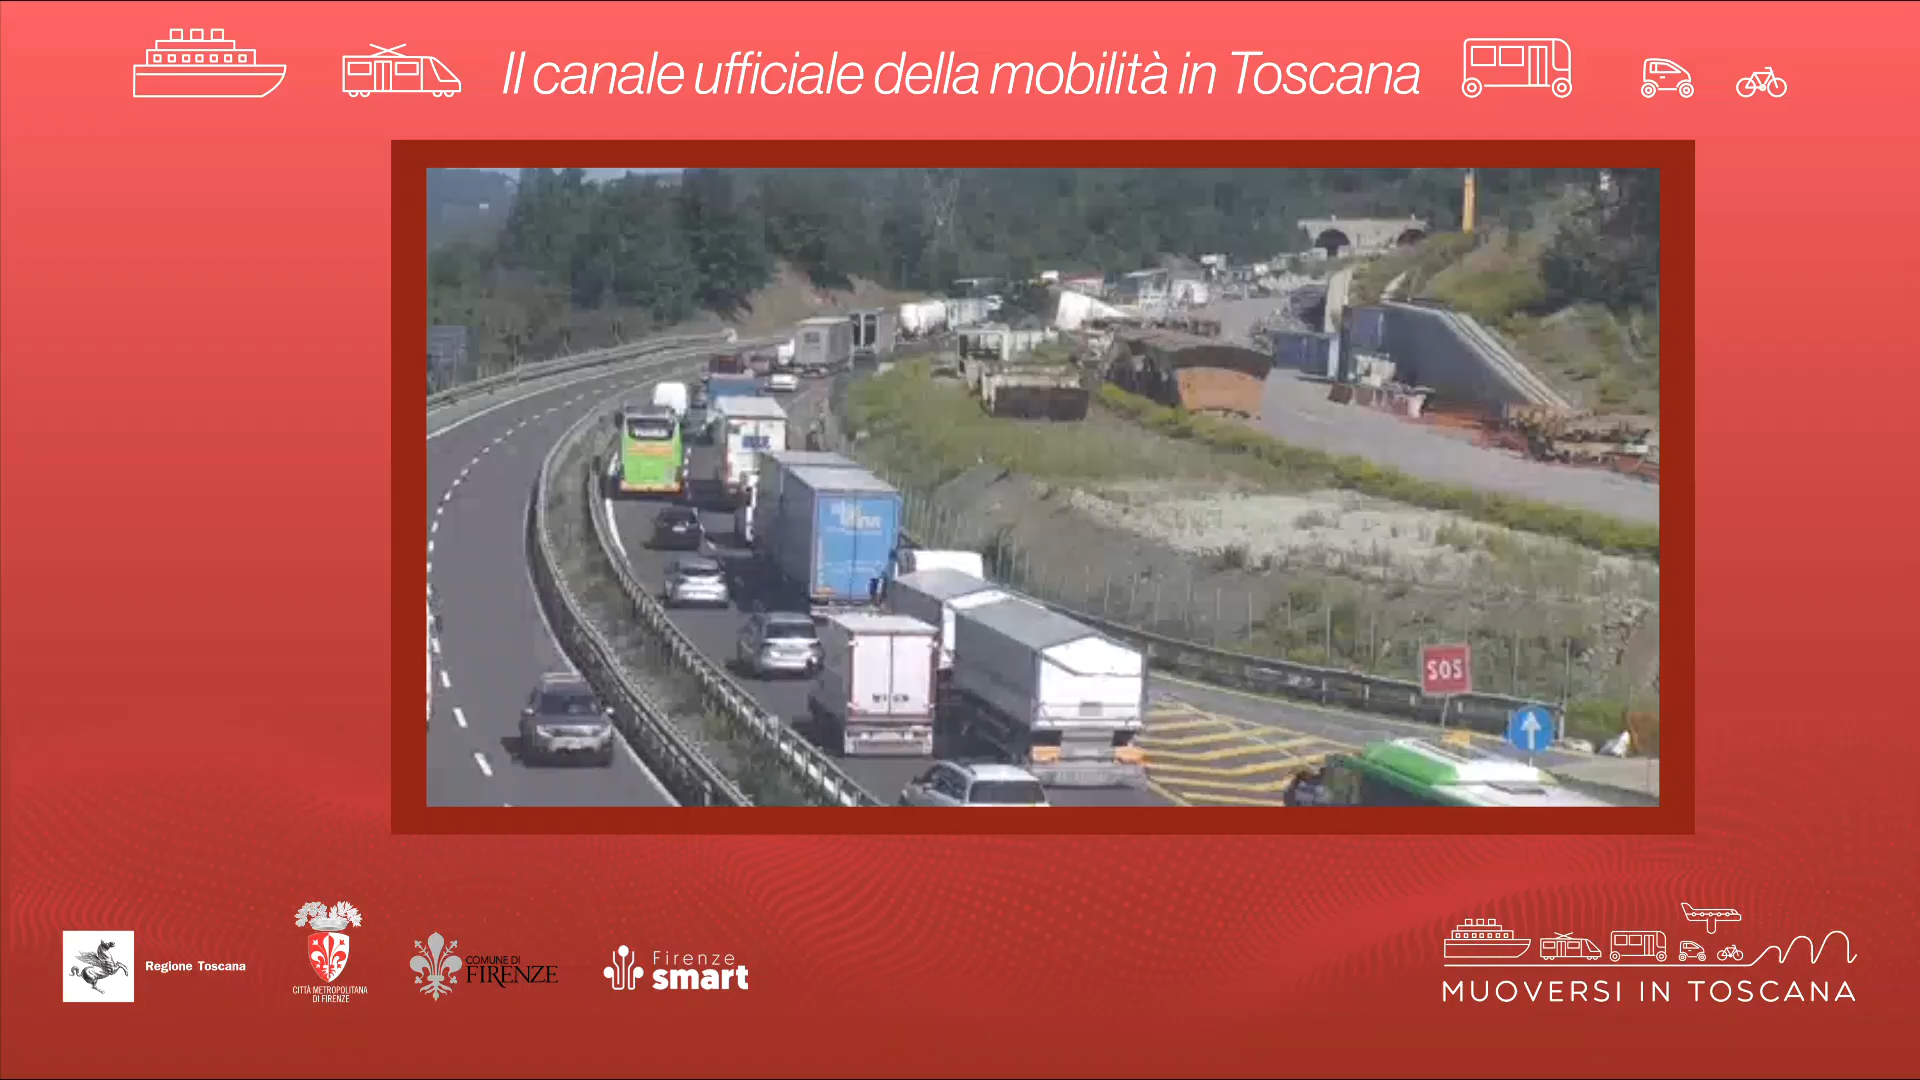 Il canale ufficiale della mobilità in Toscana
SOS
Regione Toscana
CITTÀ METROPOLITANA
DI FIRENZE
COMUNE DI
FIRENZE
Firenze
smart
MUOVERSI IN TOSCANA